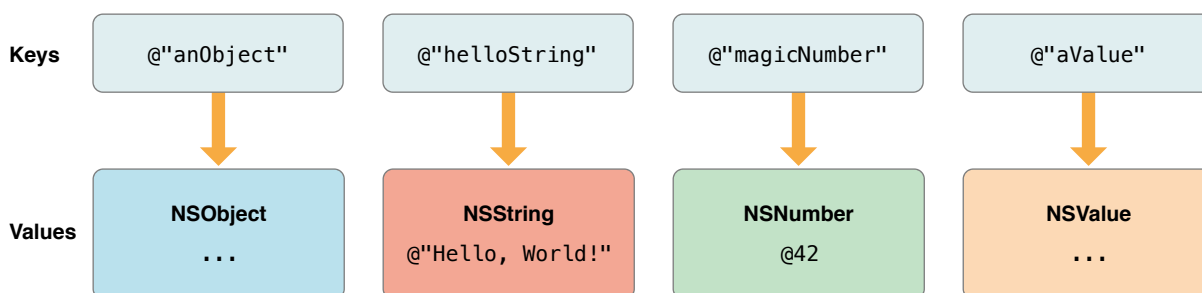 Keys
@"anObject"
@"helloString"
@"magicNumber"
@"aValue"
Values
NSObject
...
NSString
@"Hello, World!"
NSNumber
@42
NSValue
...